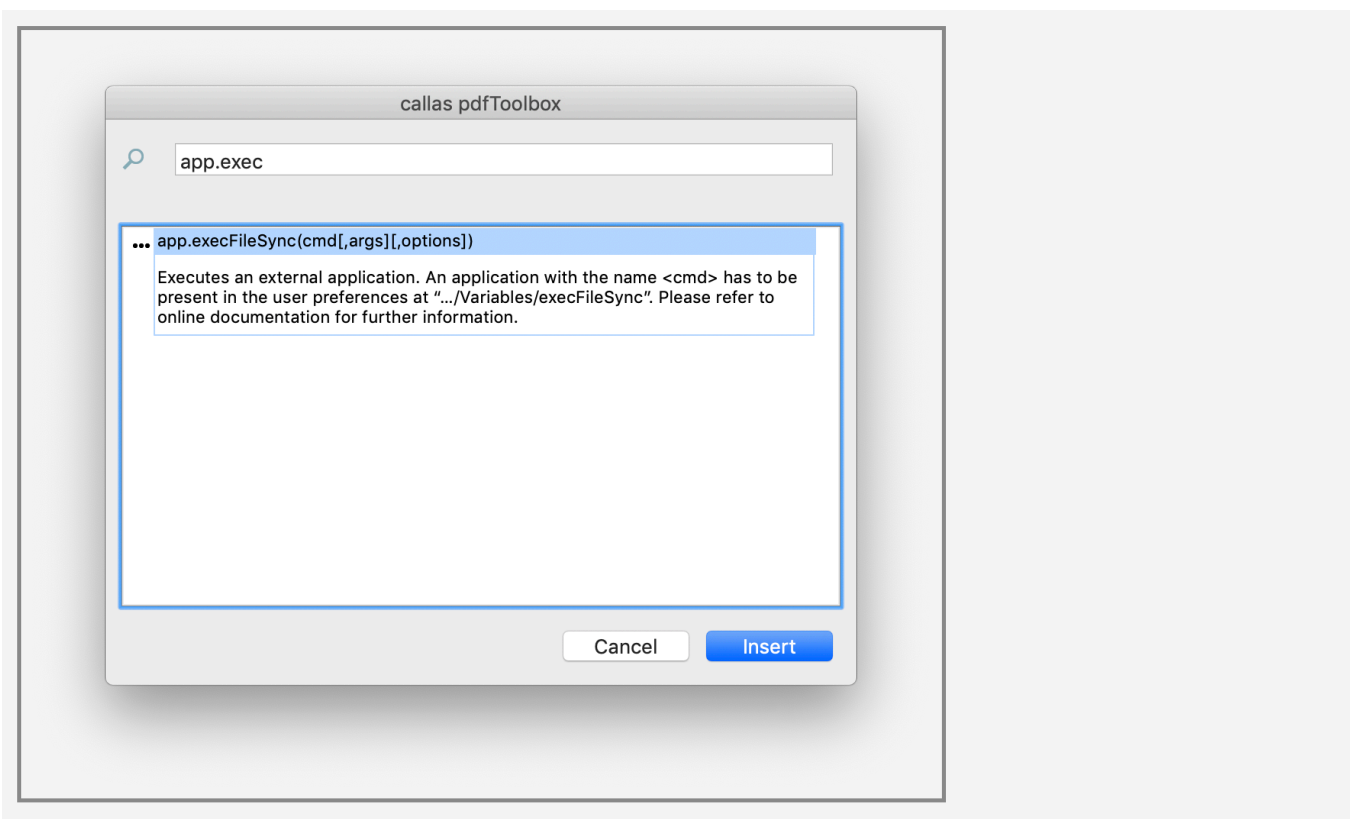 callas pdfToolbox
app.exec
... app.execFileSync(cmd[,args][,options])
Executes an external application. An application with the name <cmd> has to be
present in the user preferences at “.../Variables/execFileSync”. Please refer to
online documentation for further information.
Cancel
Insert